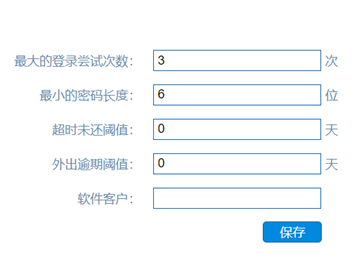 最大的登录尝试次数： 3 次
最小的密码长度： 6 位
超时未还阈值： 0 天
外出逾期阈值： 0 天
软件客户：
保存